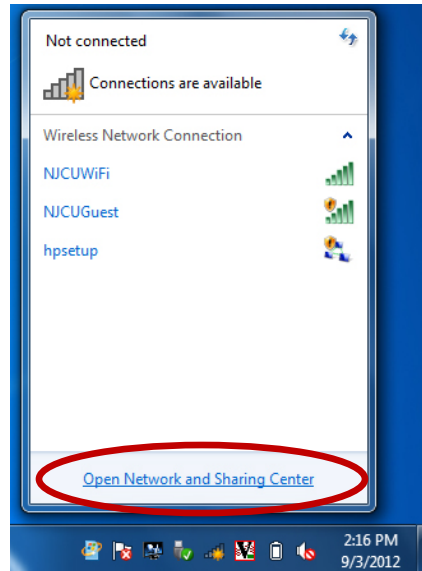 Not connected
Connections are available
Wireless Network Connection
NJCUWiFi
NJCUGuest
hpsetup
Open Network and Sharing Center
2:16 PM
9/3/2012